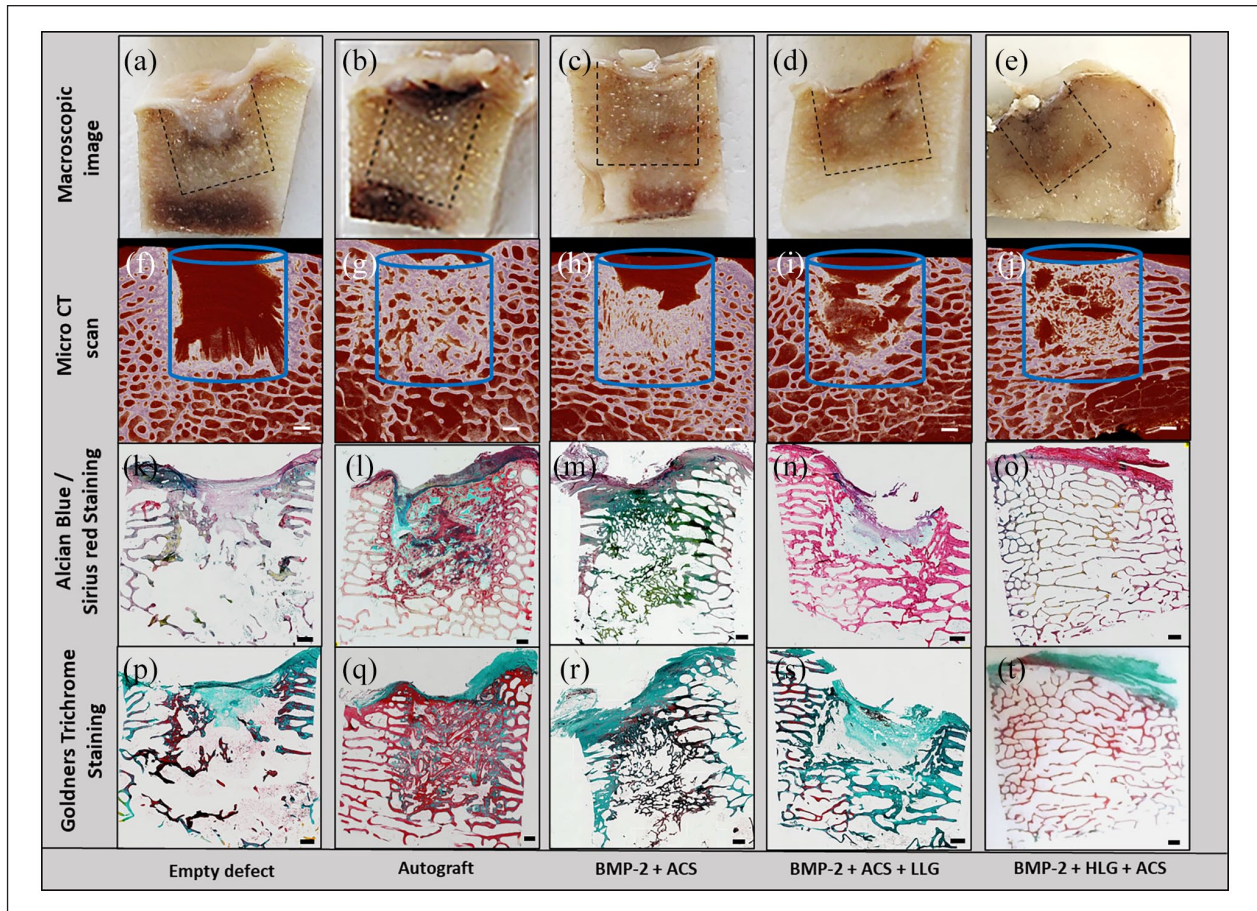 Macroscopic
image
(a)
(b)
(c)
(d)
(e)
Micro CT
scan
(f)
(g)
(h)
(i)
(j)
Alcian Blue /
Sirius red Staining
(k)
(l)
(m)
(n)
(o)
Goldners Trichrome
Staining
(p)
(q)
(r)
(s)
(t)
Empty defect
Autograft
BMP-2 + ACS
BMP-2 + ACS + LLG
BMP-2 + HLG + ACS